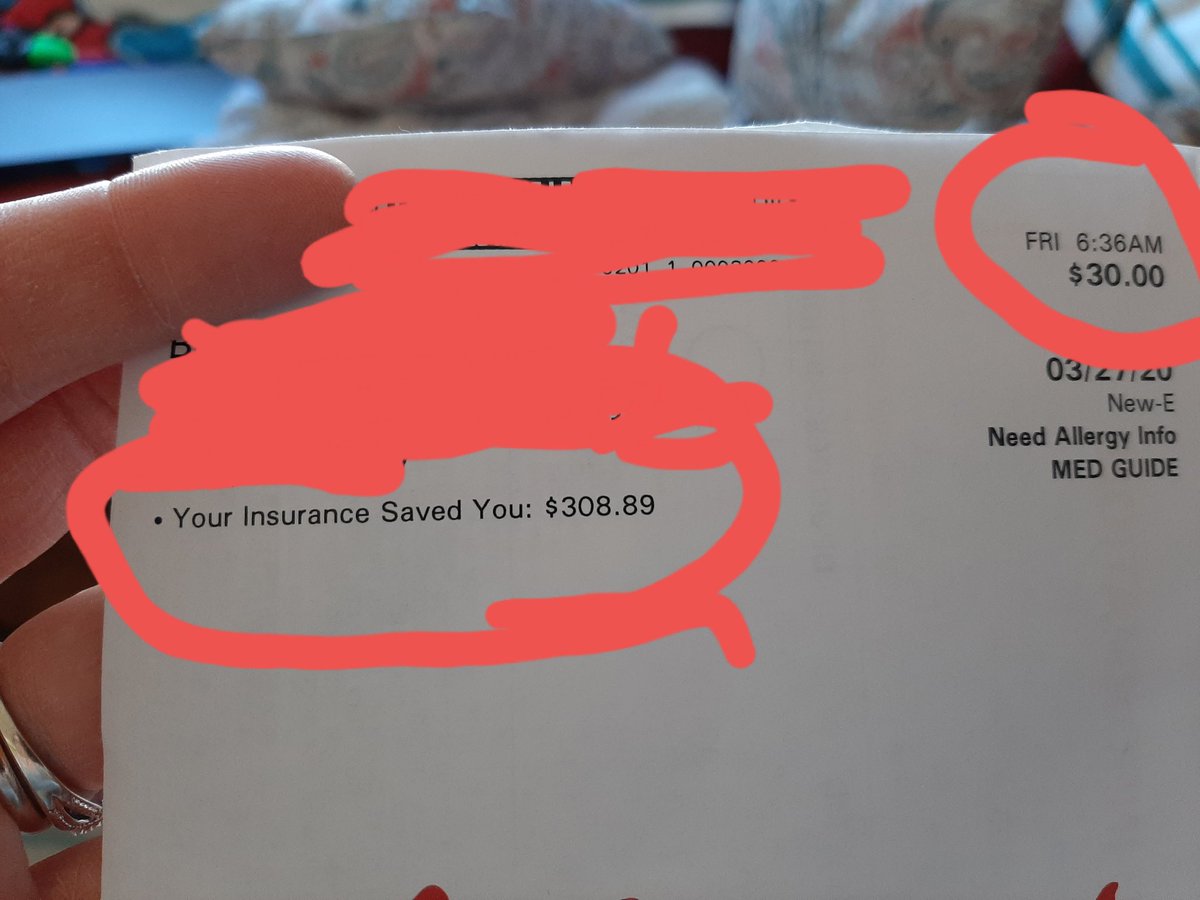 FRI 6:36AM
$30.00
03/27/20
New-E
Need Allergy Info
MED GUIDE
• Your Insurance Saved You: $308.89